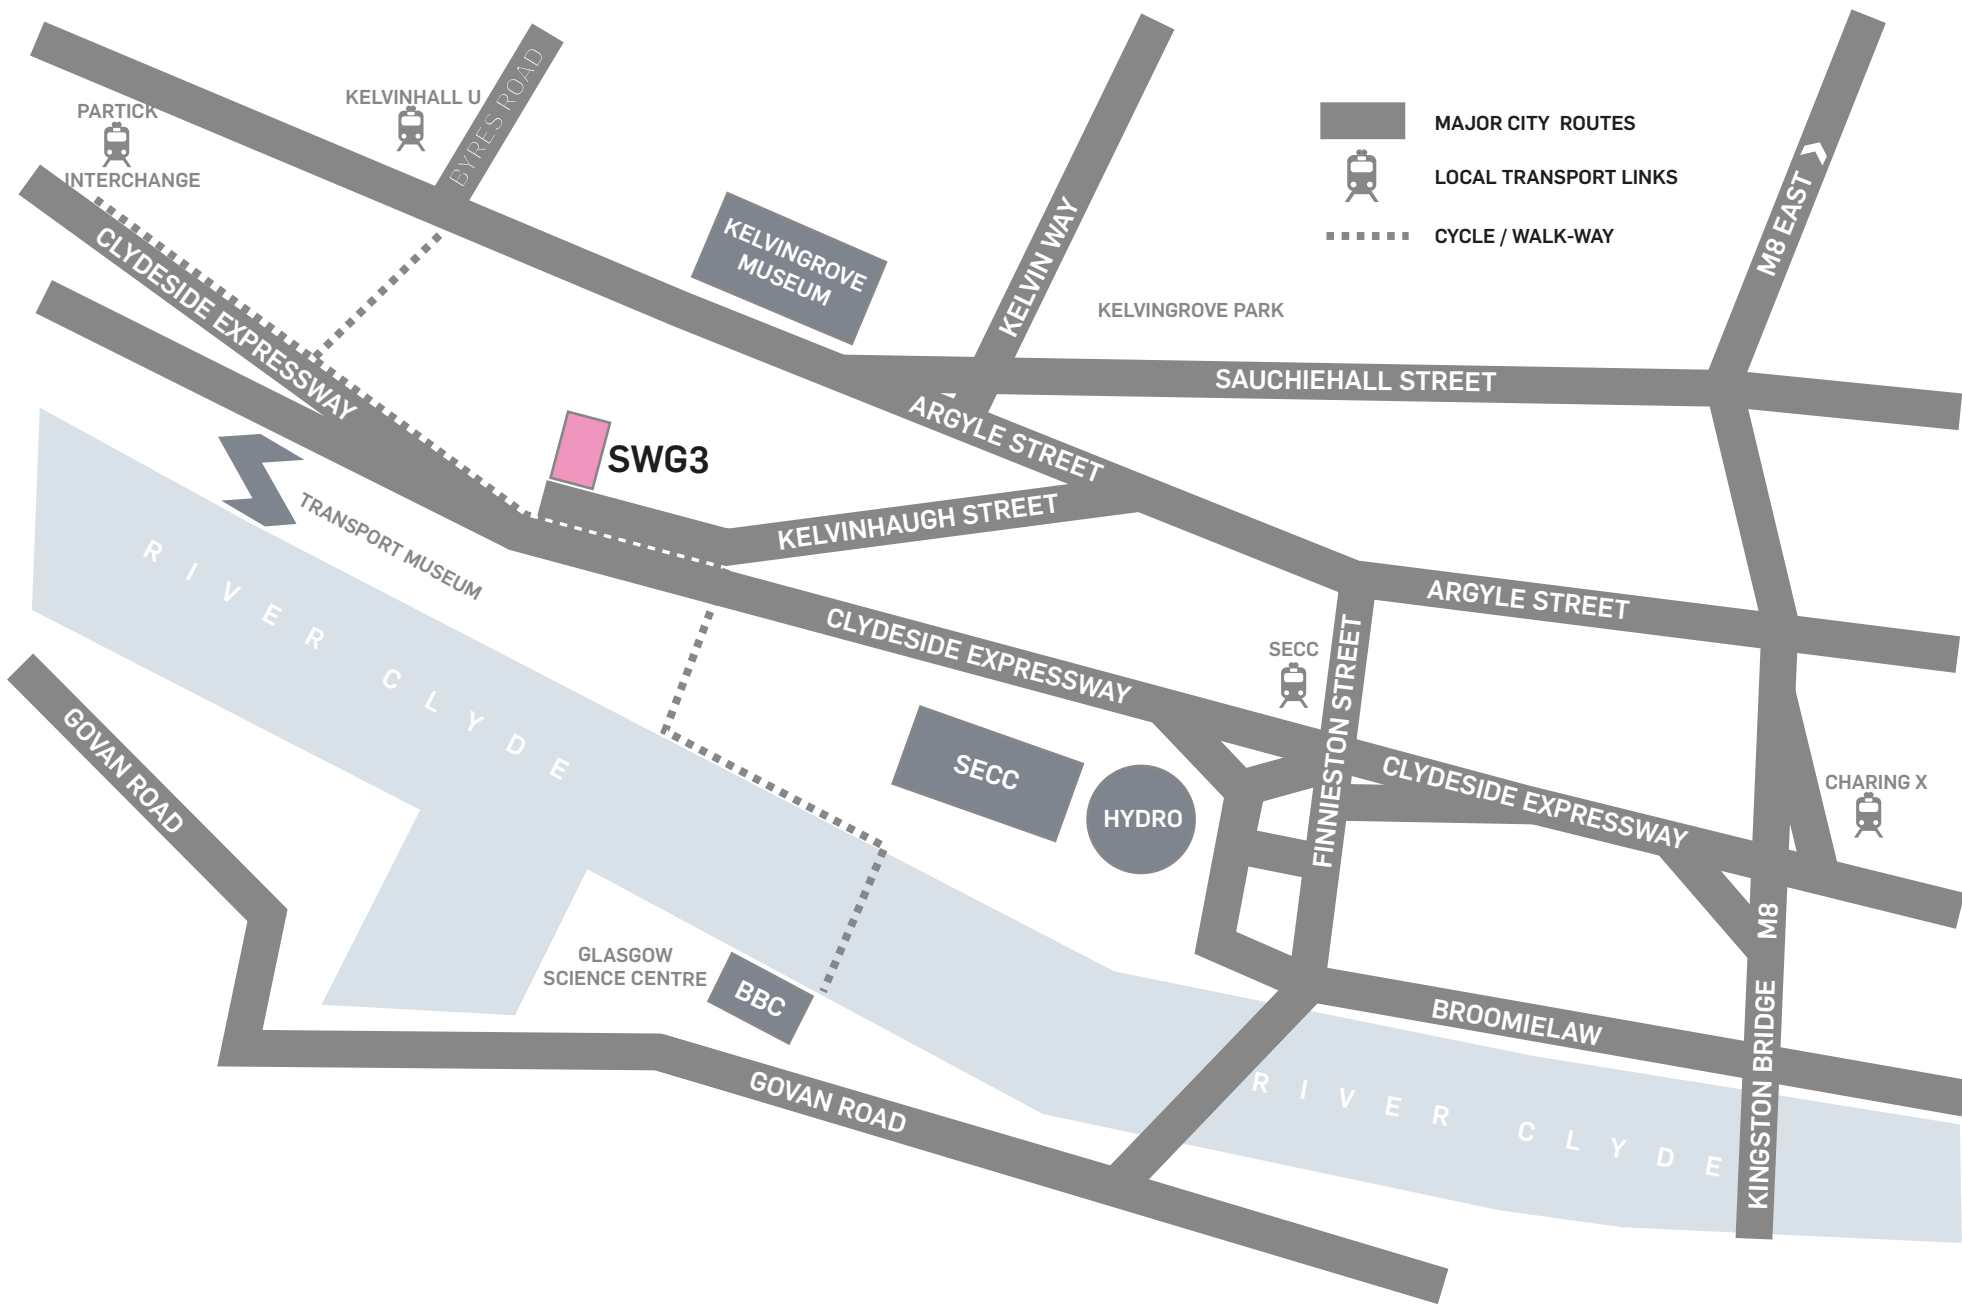 PARTICK
INTERCHANGE
KELVINHALL U
BYRES ROAD
KELVINGROVE
MUSEUM
KELVIN WAY
KELVINGROVE PARK
MAJOR CITY ROUTES
LOCAL TRANSPORT LINKS
CYCLE / WALK-WAY
M8 EAST
CLYDESIDE EXPRESSWAY
SAUCHIEHALL STREET
ARGYLE STREET
SWG3
KELVINHAUGH STREET
TRANSPORT MUSEUM
RIVER CLYDE
CLYDESIDE EXPRESSWAY
ARGYLE STREET
SECC
FINNIESTON STREET
GOVAN ROAD
SECC
HYDRO
CLYDESIDE EXPRESSWAY
CHARING X
M8
GLASGOW
SCIENCE CENTRE
BBC
BROOMIELAW
KINGSTON BRIDGE
GOVAN ROAD
RIVER CLYDE